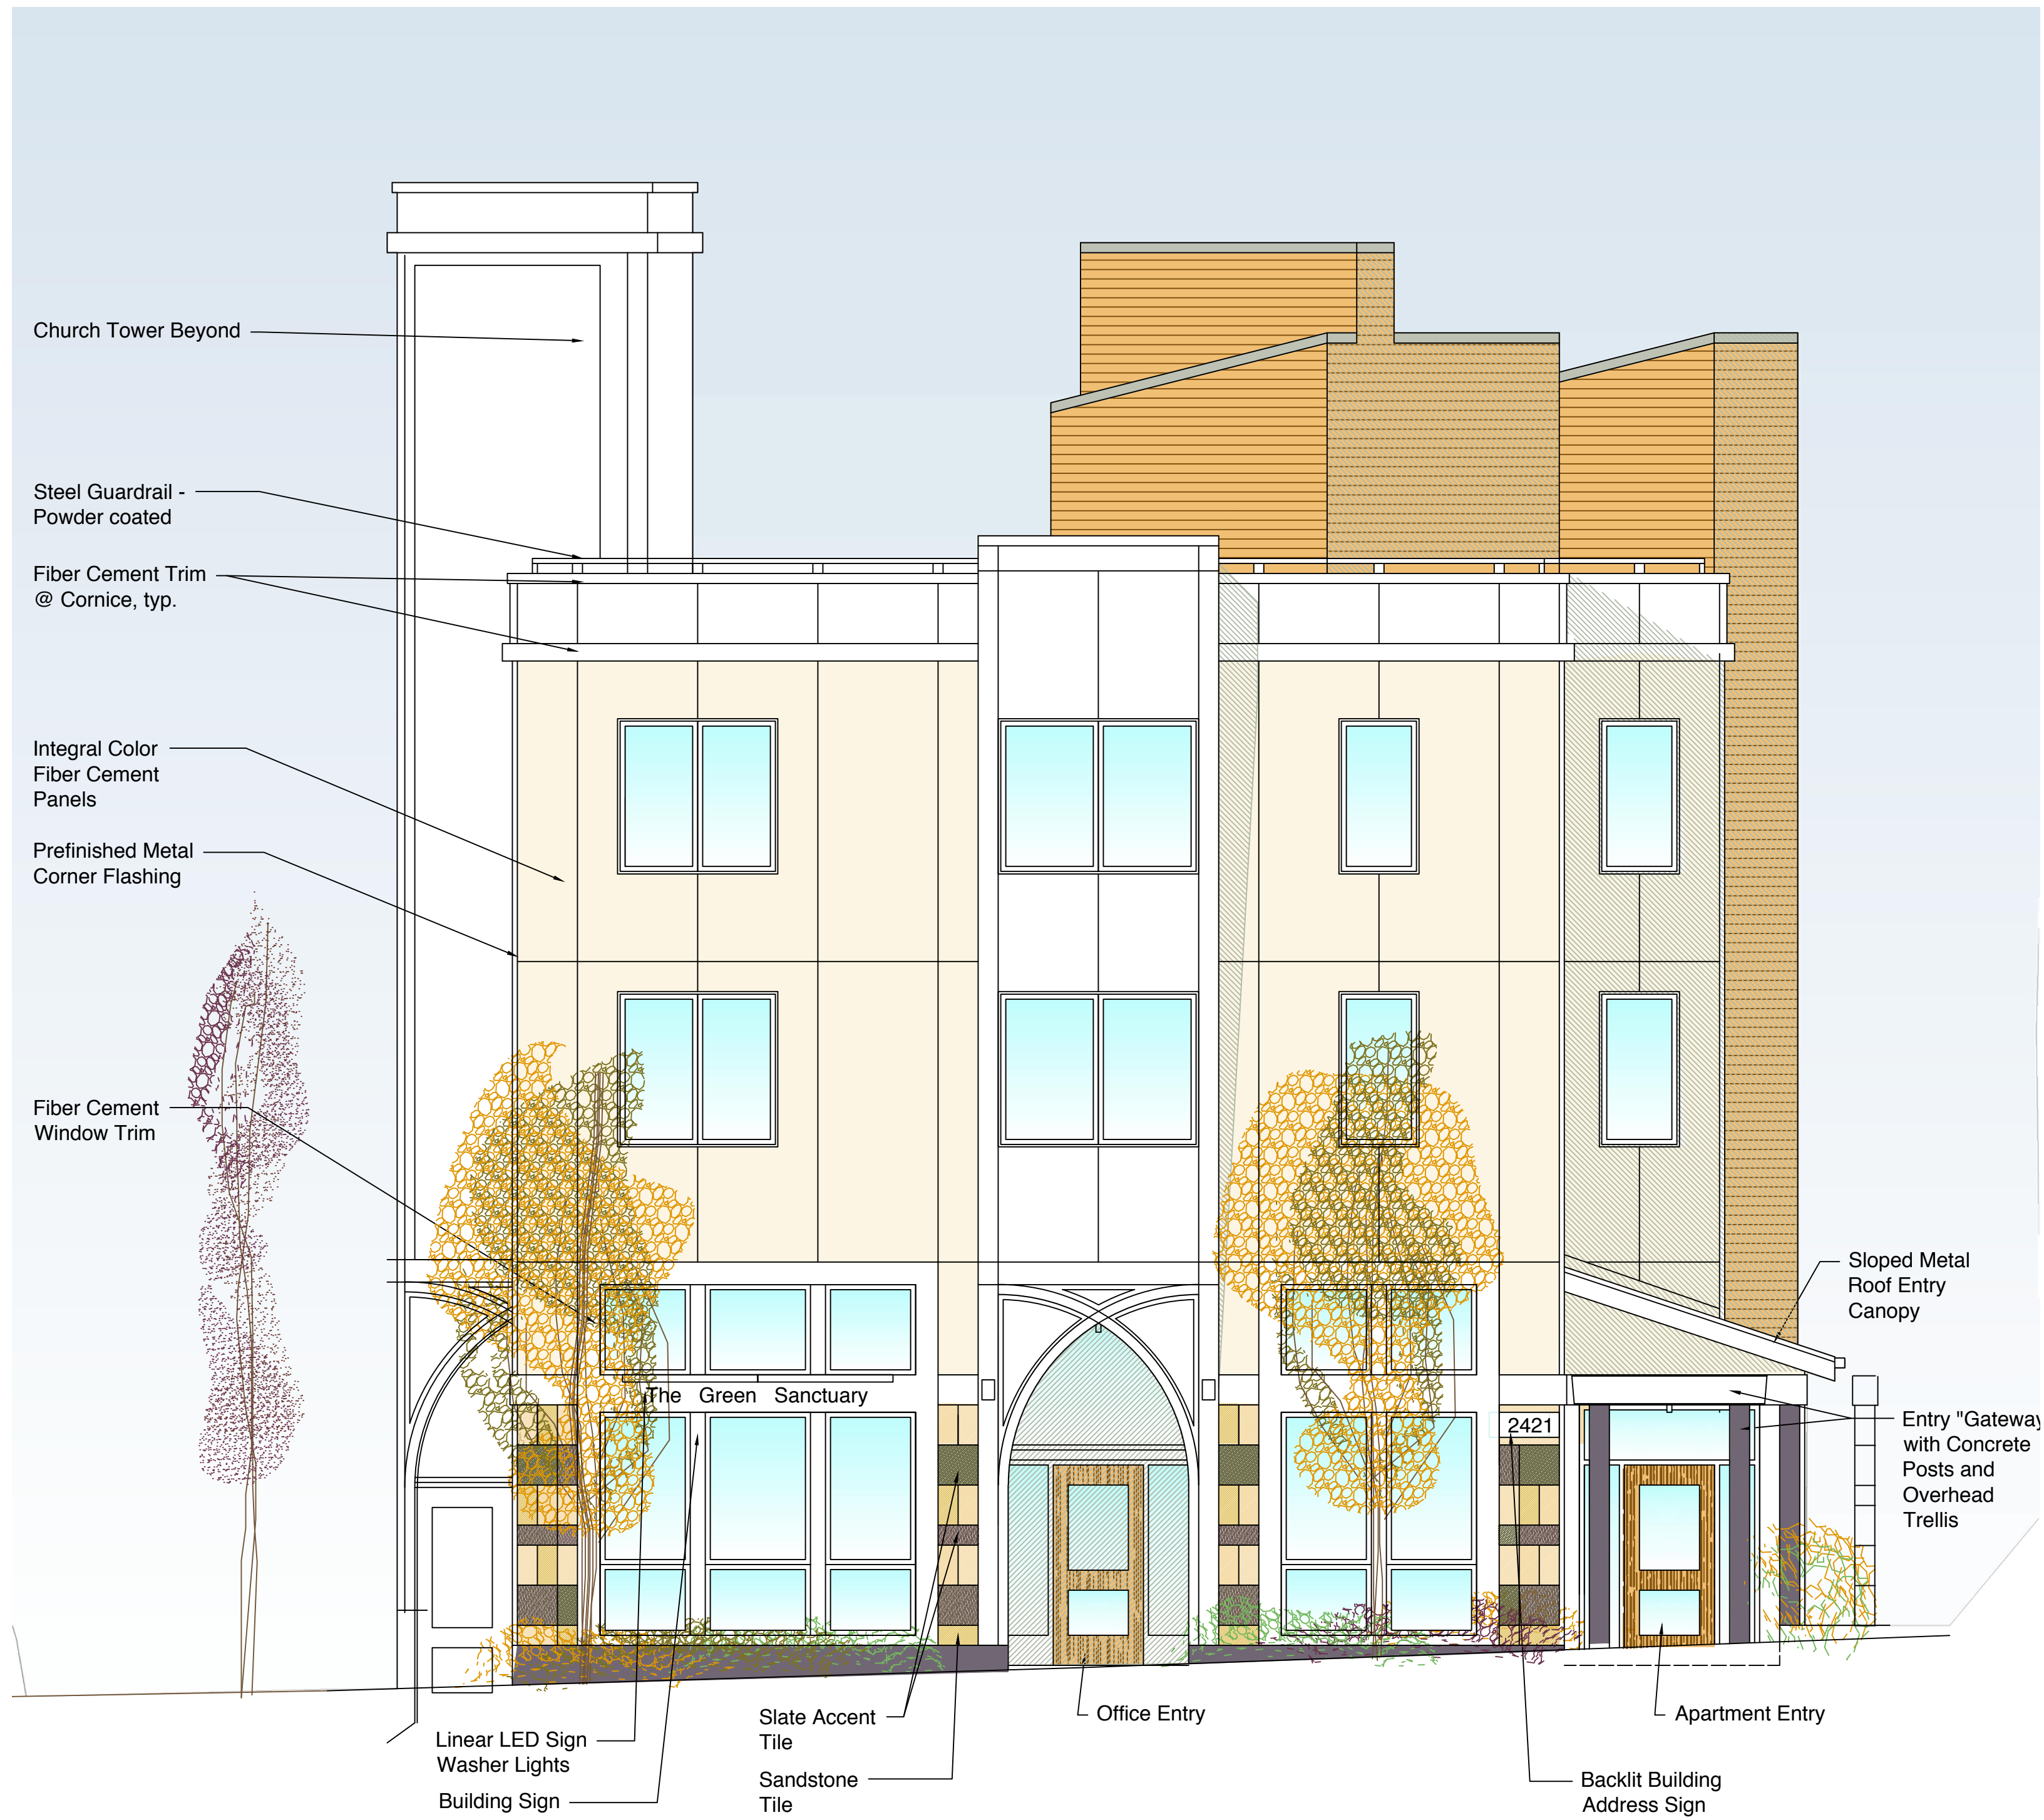 Church Tower Beyond
Steel Guardrail -
Powder coated
Fiber Cement Trim
@ Cornice, typ.
Integral Color
Fiber Cement
Panels
Prefinished Metal
Corner Flashing
Fiber Cement
Window Trim
Sloped Metal
Roof Entry
Canopy
The Green Sanctuary
2421
Entry "Gateway
with Concrete
Posts and
Overhead
Trellis
Linear LED Sign
Washer Lights
Building Sign
Slate Accent
Tile
Sandstone
Tile
Office Entry
Apartment Entry
Backlit Building
Address Sign